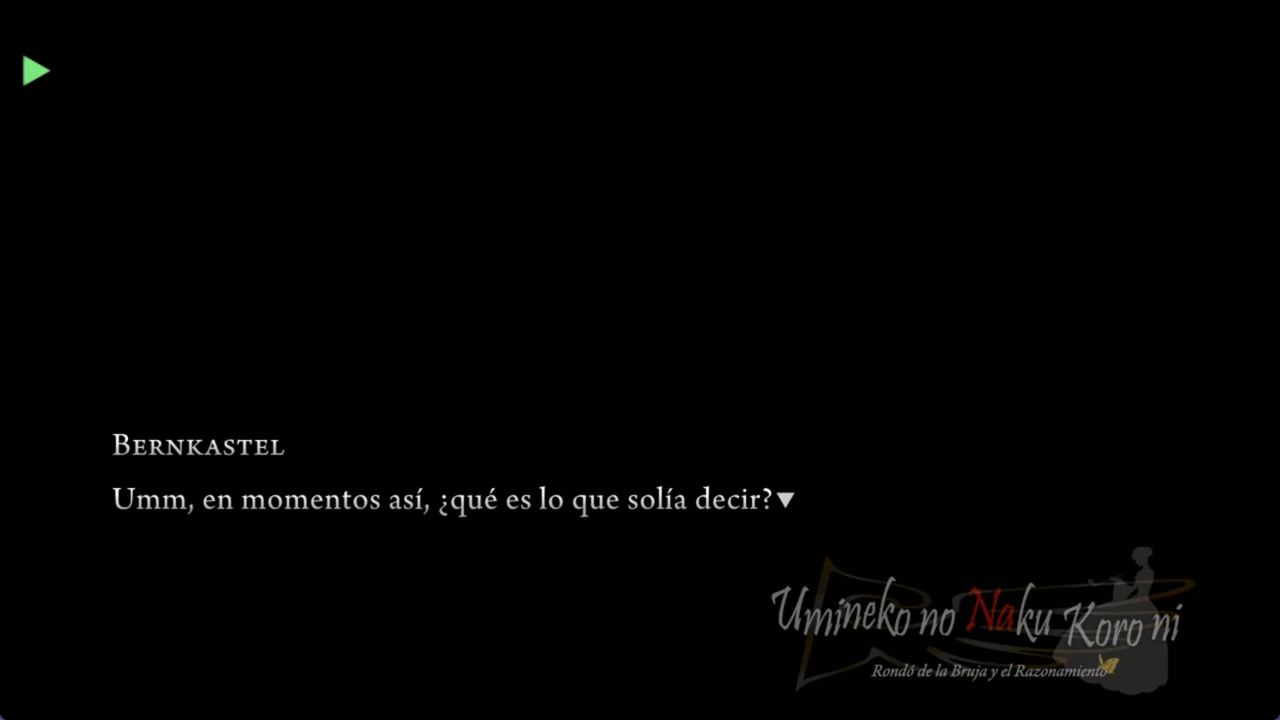 Bernkastel
Umm, en momentos así, ¿qué es lo que solía decir?
Umineko no Naku Koro ni
Rondó de la Bruja y el Razonamiento